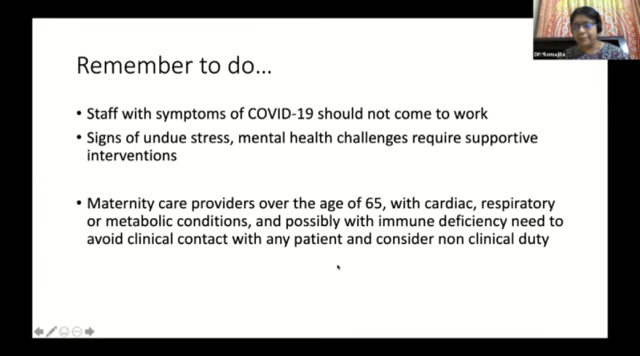 Remember to do...
• Staff with symptoms of COVID-19 should not come to work
• Signs of undue stress, mental health challenges require supportive
interventions
• Maternity care providers over the age of 65, with cardiac, respiratory
or metabolic conditions, and possibly with immune deficiency need to
avoid clinical contact with any patient and consider non clinical duty